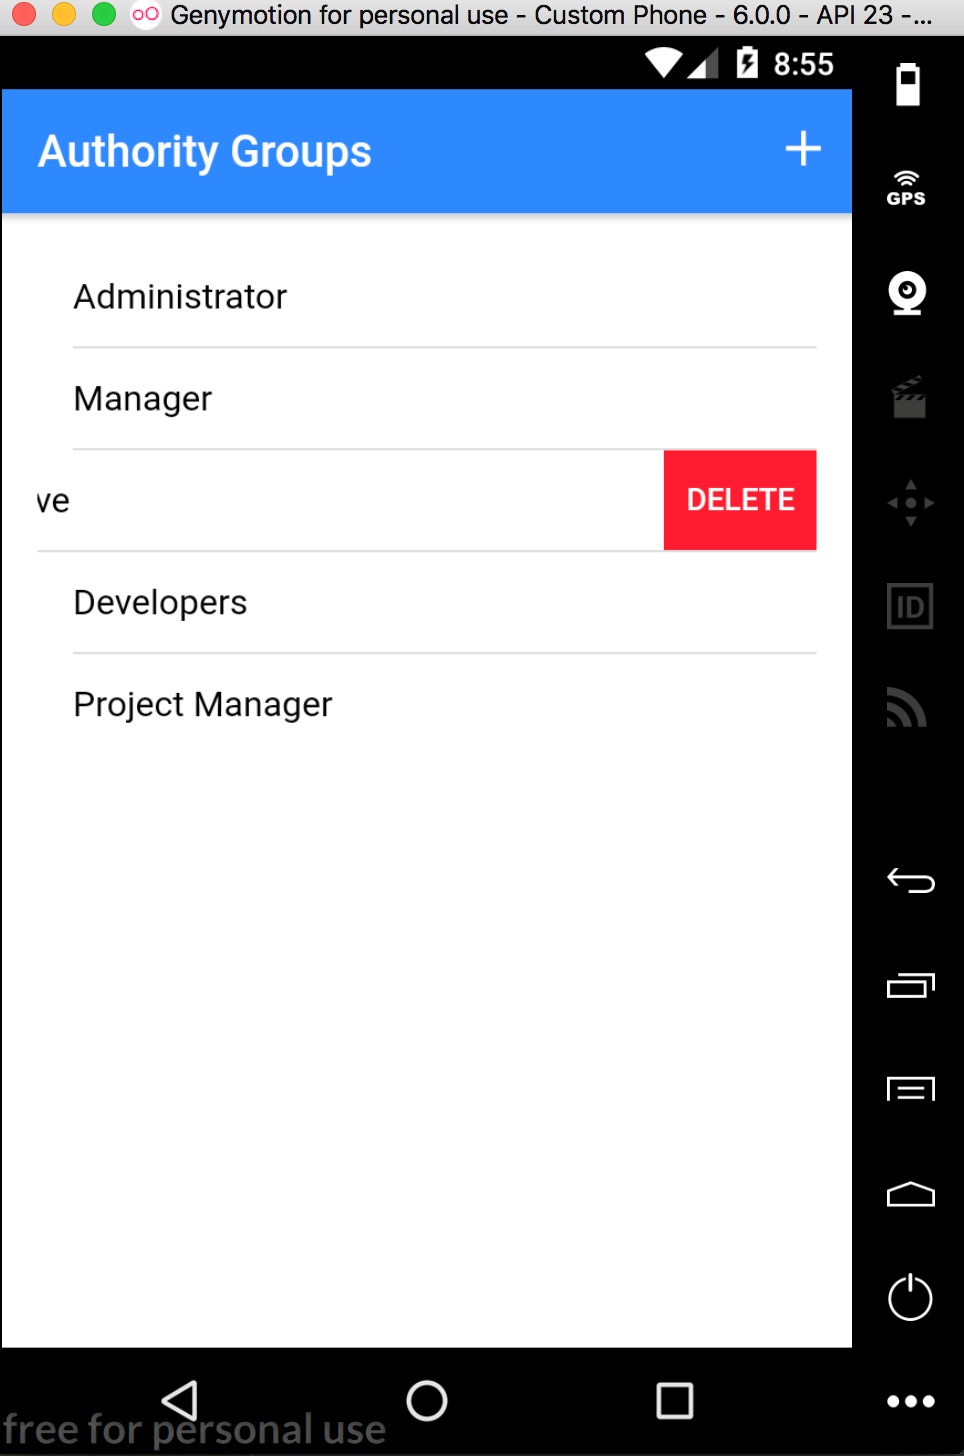 Genymotion for personal use - Custom Phone - 6.0.0 - API 23 -...
8:55
Authority Groups
GPS
Administrator
Manager
ve DELETE
ID
Developers
Project Manager
free for personal use